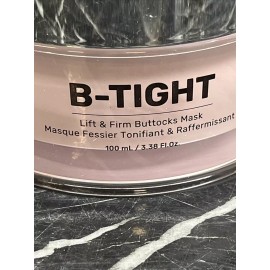 B-TIGHT
Lift & Firm Buttocks Mask
Masque Fessier Tonifiant & Raffermissant
100 mL / 3.38 Fl.Oz.